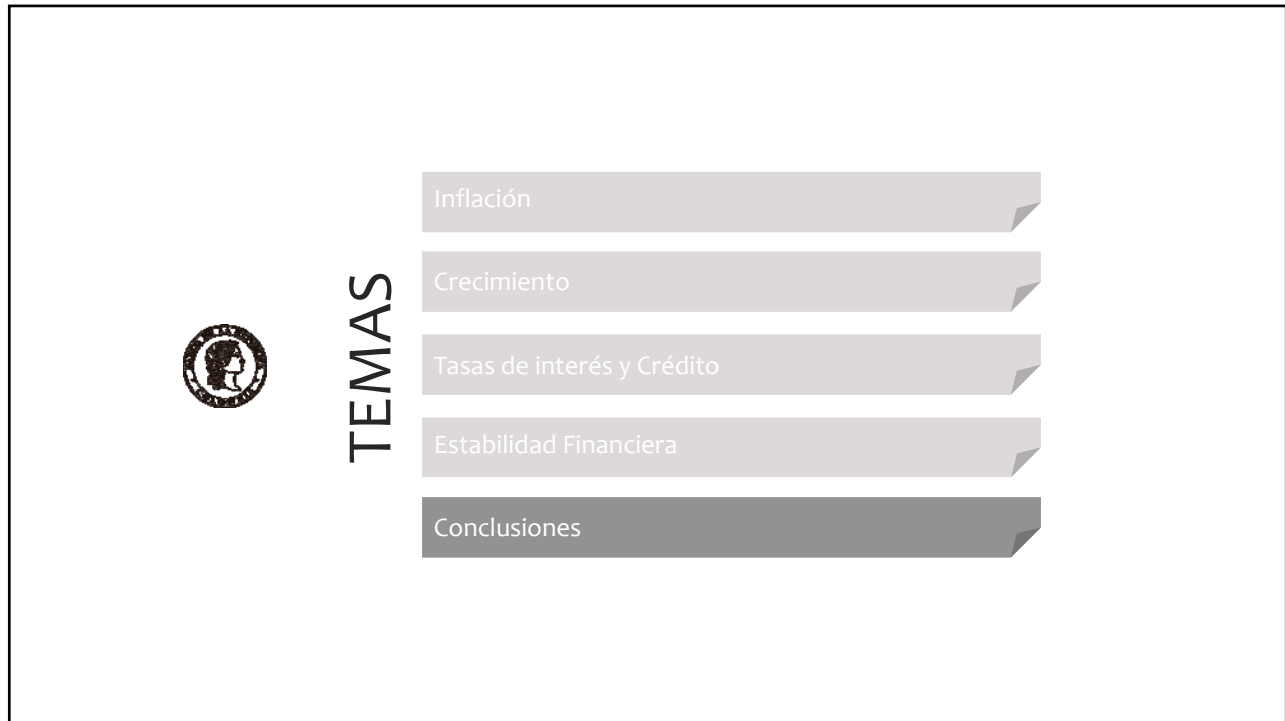 TEMAS
Inflación
Crecimiento
Tasas de interés y Crédito
Estabilidad Financiera
Conclusiones